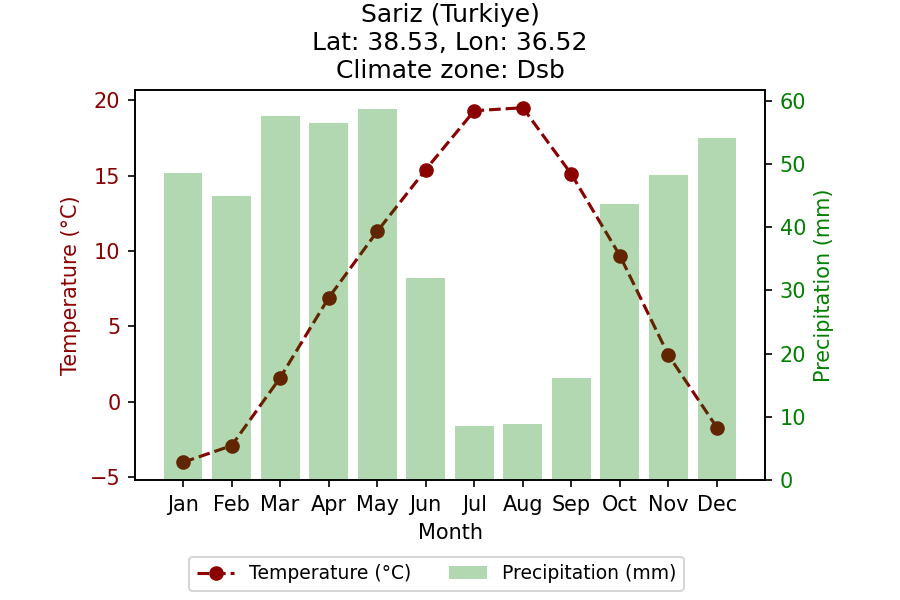 Sariz (Turkiye)
Lat: 38.53, Lon: 36.52
Climate zone: Dsb
20
15
10
5
0
−5
Temperature (°C)
60
50
40
30
20
10
0
Precipitation (mm)
Jan Feb Mar Apr May Jun Jul Aug Sep Oct Nov Dec
Month
Temperature (°C) Precipitation (mm)